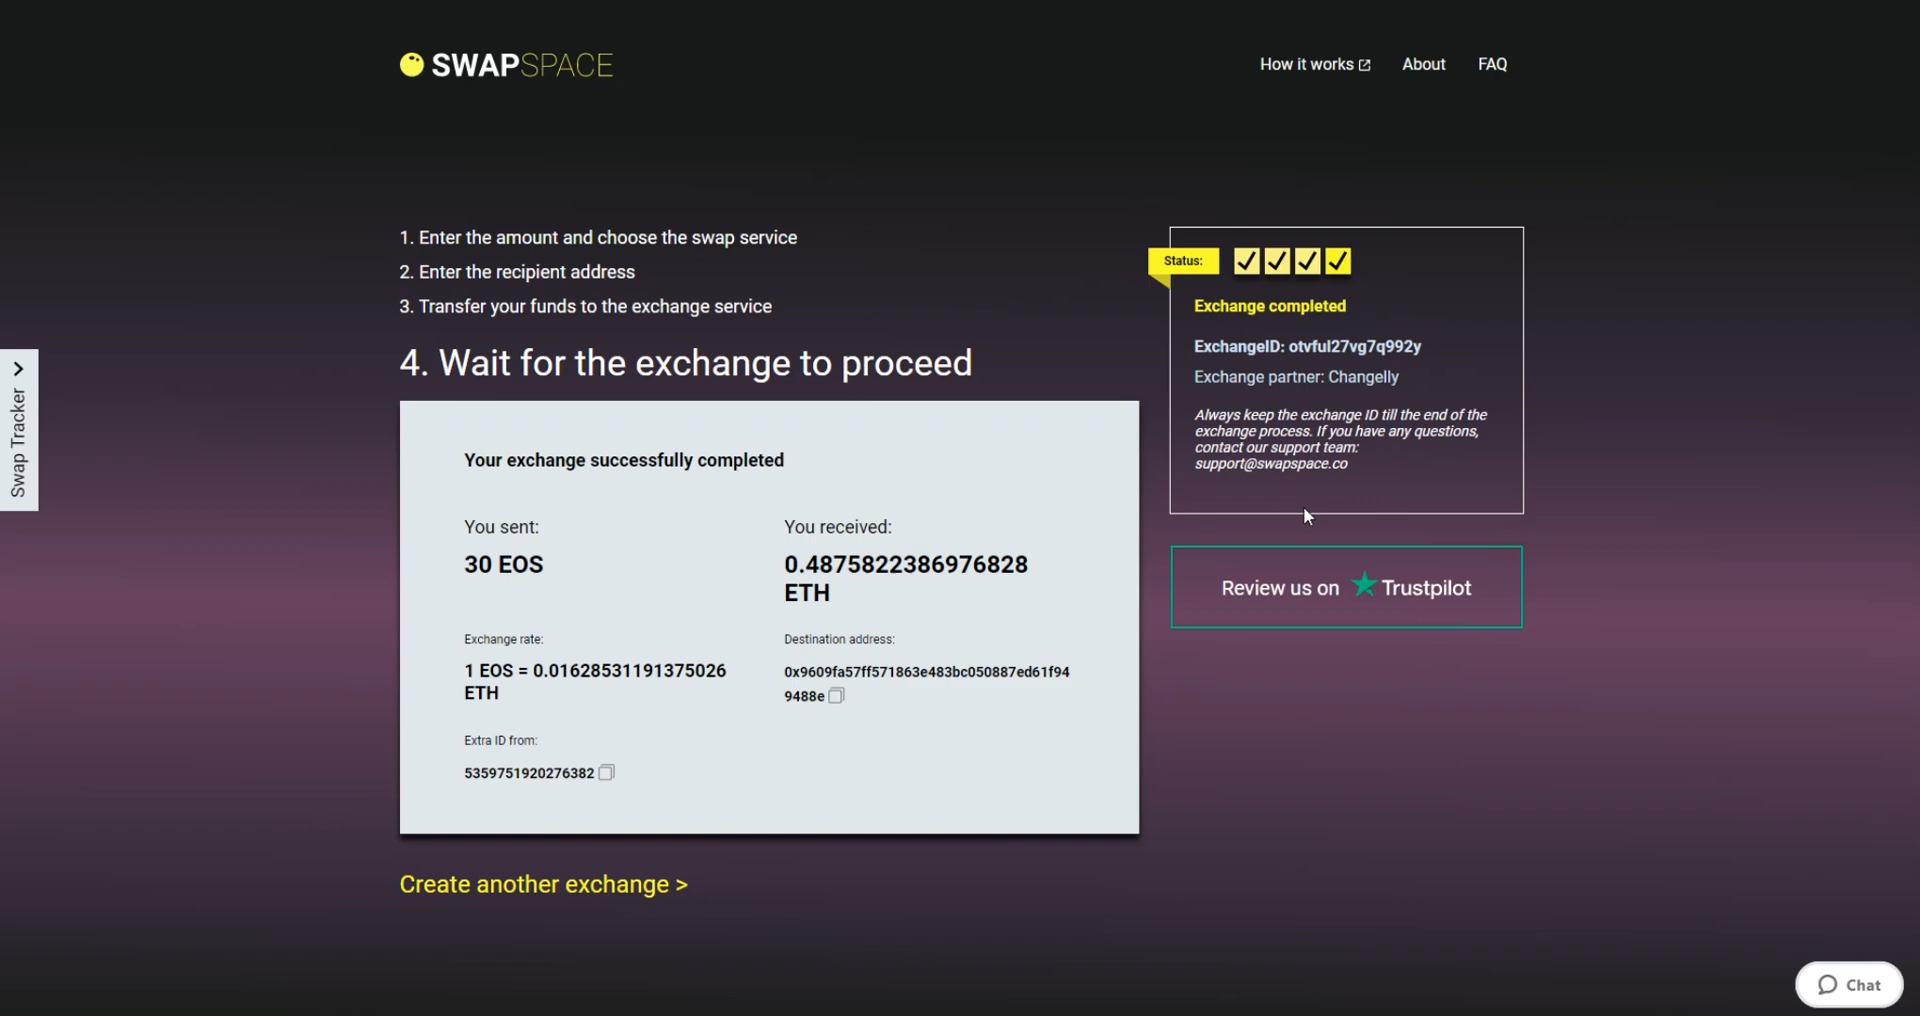 SWAPSPACE
How it works
About
FAQ
1. Enter the amount and choose the swap service
2. Enter the recipient address
3. Transfer your funds to the exchange service
4. Wait for the exchange to proceed
Swap Tracker
Your exchange successfully completed
You sent:
30 EOS
You received:
0.4875822386976828
ETH
Exchange rate:
1 EOS = 0.01628531191375026
ETH
Destination address:
0x9609fa57ff571863e483bc050887ed61f94
9488e
Extra ID from:
5359751920276382
Create another exchange >
Status:
Exchange completed
ExchangeID: otvful27vg7q992y
Exchange partner: Changelly
Always keep the exchange ID till the end of the
exchange process. If you have any questions,
contact our support team:
support@swapspace.co
Review us on Trustpilot
Chat